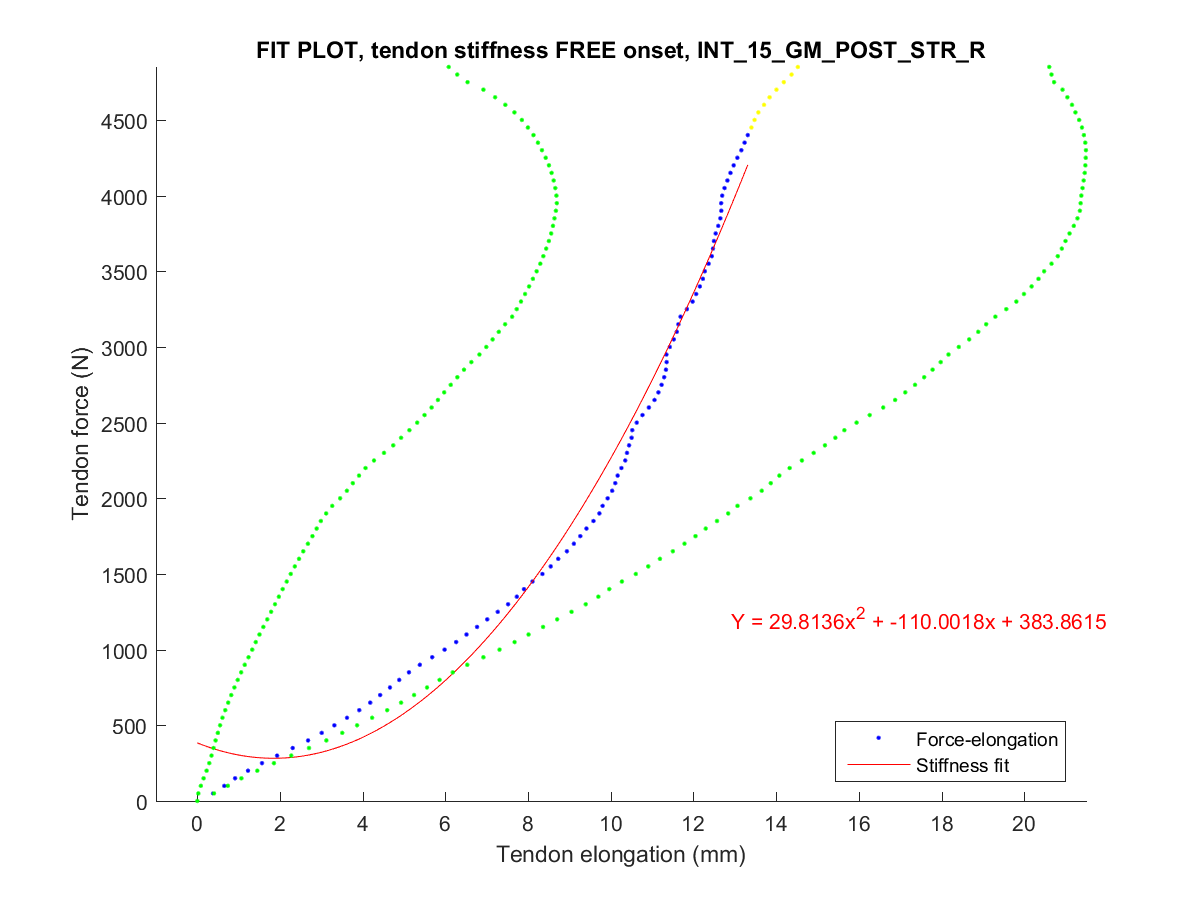 FIT PLOT, tendon stiffness FREE onset, INT_15_GM_POST_STR_R
4500
4000
3500
3000
2500
2000
1500
1000
500
0
Tendon force (N)
Y = 29.8136x^2 + -110.0018x + 383.8615
Force-elongation
Stiffness fit
0 2 4 6 8 10 12 14 16 18 20
Tendon elongation (mm)